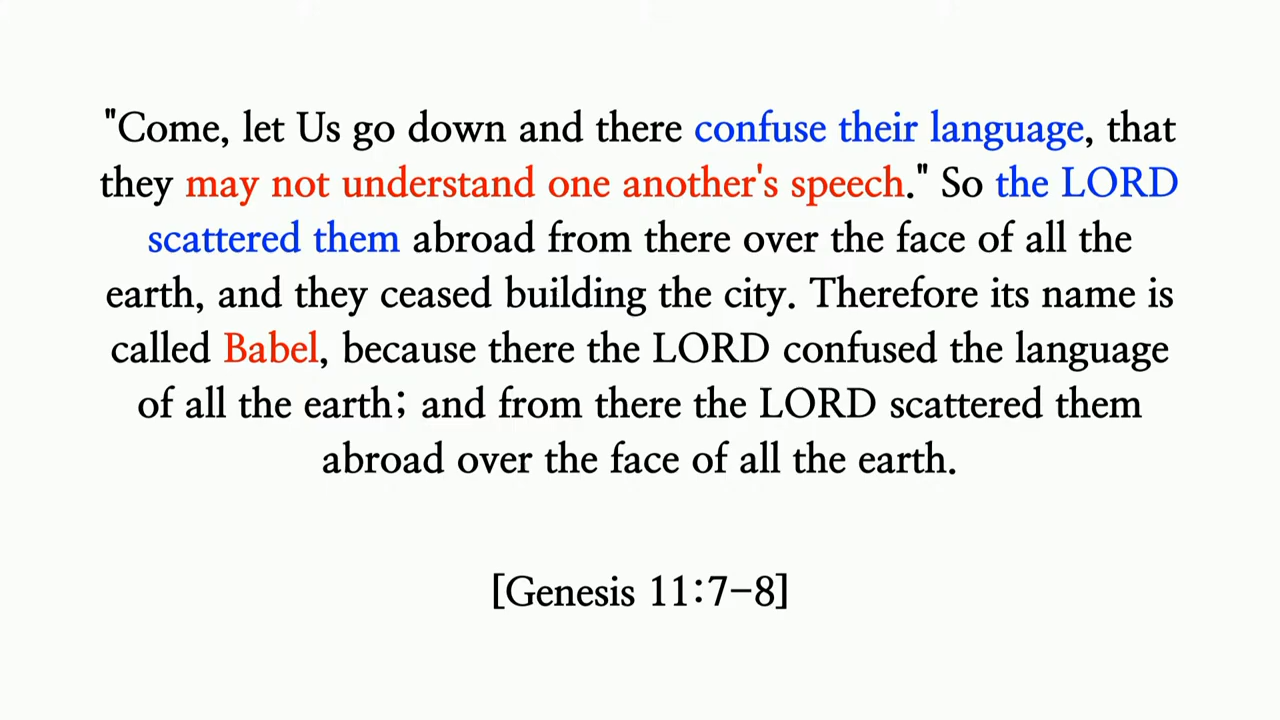 "Come, let Us go down and there confuse their language, that
they may not understand one another's speech." So the LORD
scattered them abroad from there over the face of all the
earth, and they ceased building the city. Therefore its name is
called Babel, because there the LORD confused the language
of all the earth; and from there the LORD scattered them
abroad over the face of all the earth.
[Genesis 11:7-8]